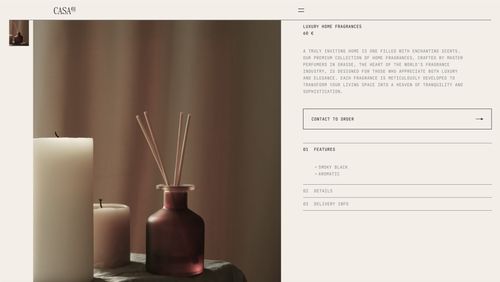 CASA
LUXURY HOME FRAGRANCES
60 €
A TRULY INVITING HOME IS ONE FILLED WITH ENCHANTING SCENTS.
OUR PREMIUM COLLECTION OF HOME FRAGRANCES, CRAFTED BY MASTER
PERFUMERS IN GRASSE, THE HEART OF THE WORLD'S FRAGRANCE
INDUSTRY, IS DESIGNED FOR THOSE WHO APPRECIATE BOTH LUXURY
AND ELEGANCE. EACH FRAGRANCE IS METICULOUSLY DEVELOPED TO
TRANSFORM YOUR LIVING SPACE INTO A HEAVEN OF TRANQUILITY AND
SOPHISTICATION.
CONTACT TO ORDER
01 FEATURES
- SMOKY BLACK
- AROMATIC
02 DETAILS
03 DELIVERY INFO